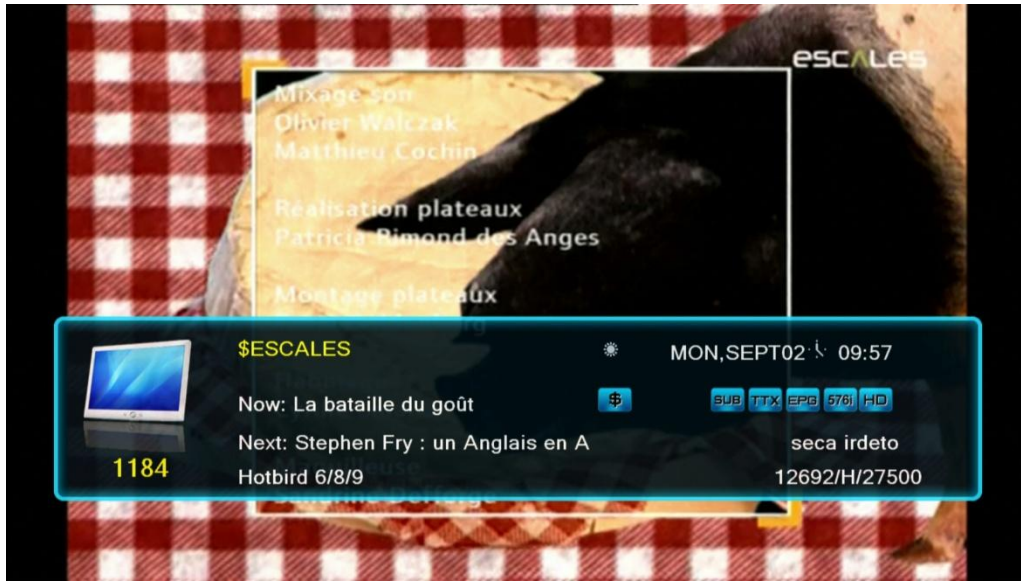 escales
Mixage son
Olivier Walczak
Matthieu Cochin
Réalisation plateaux
Patricia Rimond des Anges
Montage plateaux
$ESCALES
MON,SEPT02 09:57
Now: La bataille du goût
$
SUB TTX EPG 576i HD
Next: Stephen Fry : un Anglais en A
seca irdeto
1184
Hotbird 6/8/9
12692/H/27500